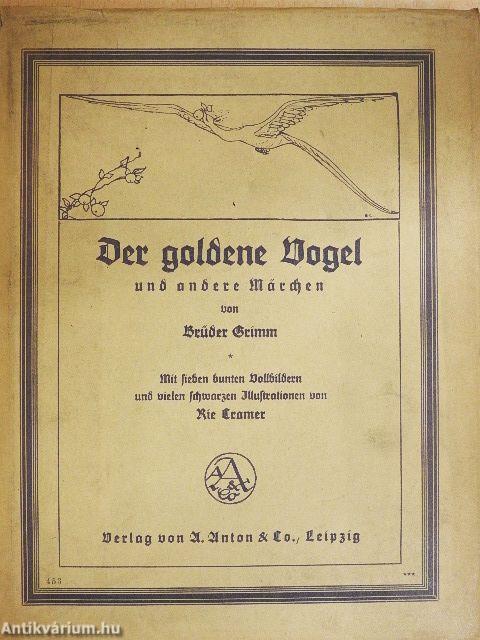 Der goldene Vogel
und andere Märchen
von
Brüder Grimm
*
Mit sieben bunten Vollbildern
und vielen schwarzen Illustrationen von
Rie Cramer
A A & Co
Verlag von A. Anton & Co., Leipzig
453
***
Antikvárium.hu